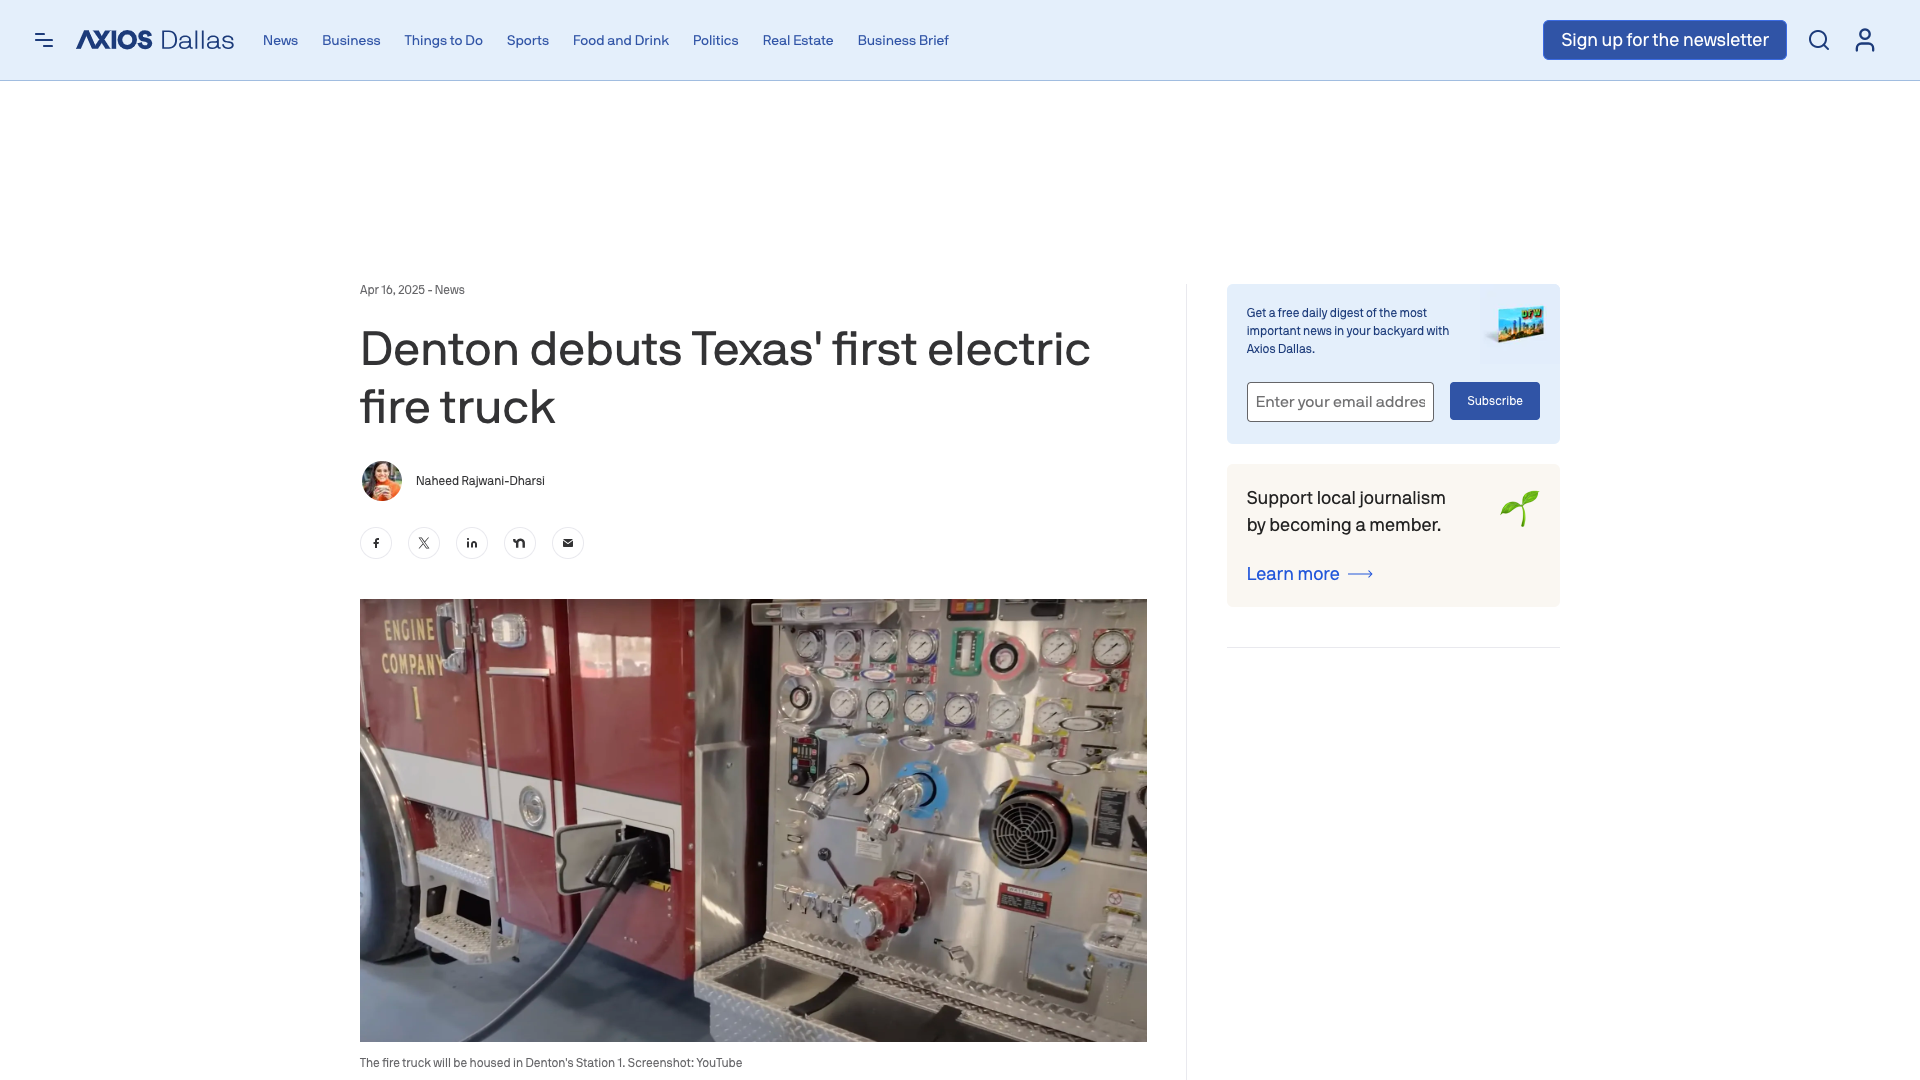 AXIOS Dallas
News
Business
Things to Do
Sports
Food and Drink
Politics
Real Estate
Business Brief
Sign up for the newsletter
Apr 16, 2025 - News
Denton debuts Texas' first electric
fire truck
Naheed Rajwani-Dharsi
ENGINE
COMPANY
1
The fire truck will be housed in Denton's Station 1. Screenshot: YouTube
Get a free daily digest of the most
important news in your backyard with
Axios Dallas.
DFW
Enter your email addres
Subscribe
Support local journalism
by becoming a member.
Learn more